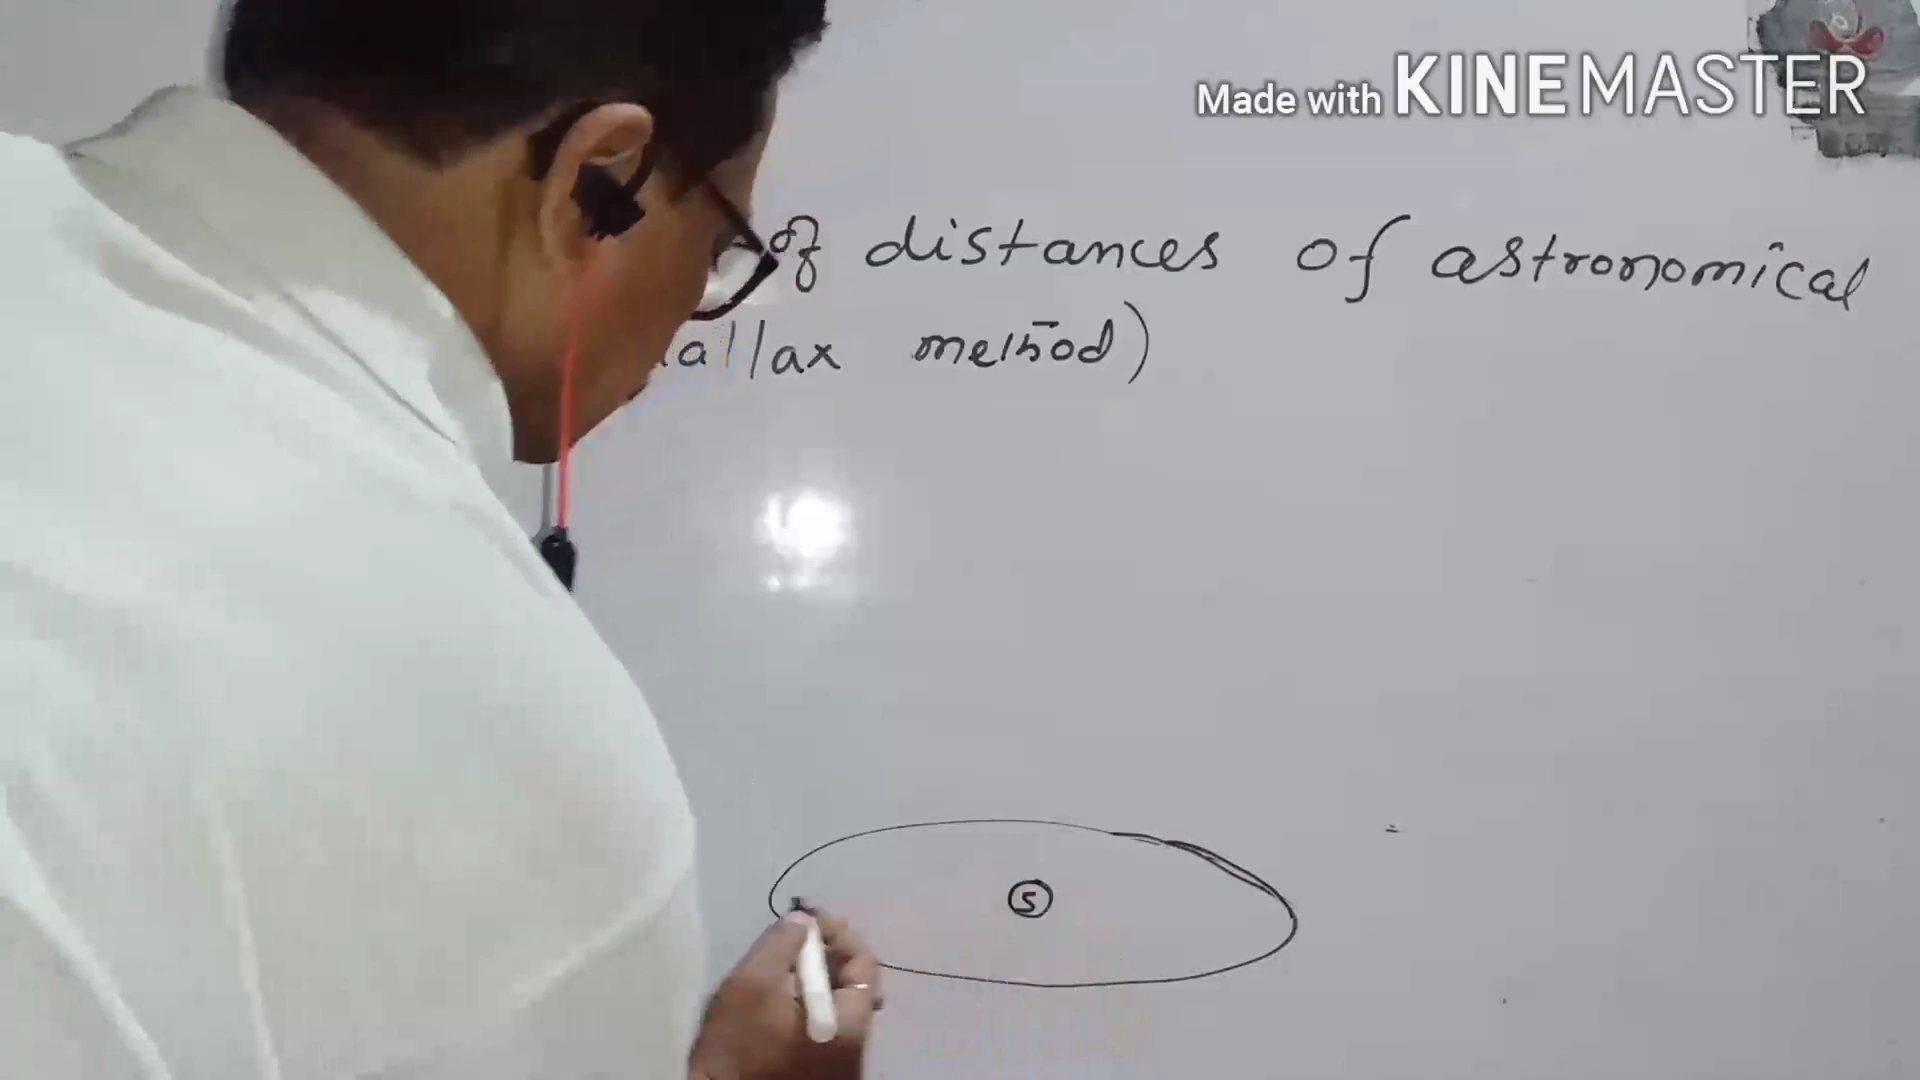 Made with KINEMASTER
of distances of astronomical
allax method)
S